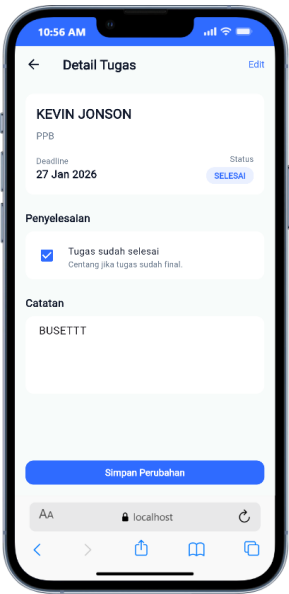 10:56 AM
Detail Tugas
Edit
KEVIN JONSON
PPB
Deadline
Status
27 Jan 2026
SELESAI
Penyelesaian
Tugas sudah selesai
Centang jika tugas sudah final.
Catatan
BUSETTT
Simpan Perubahan
AA
localhost